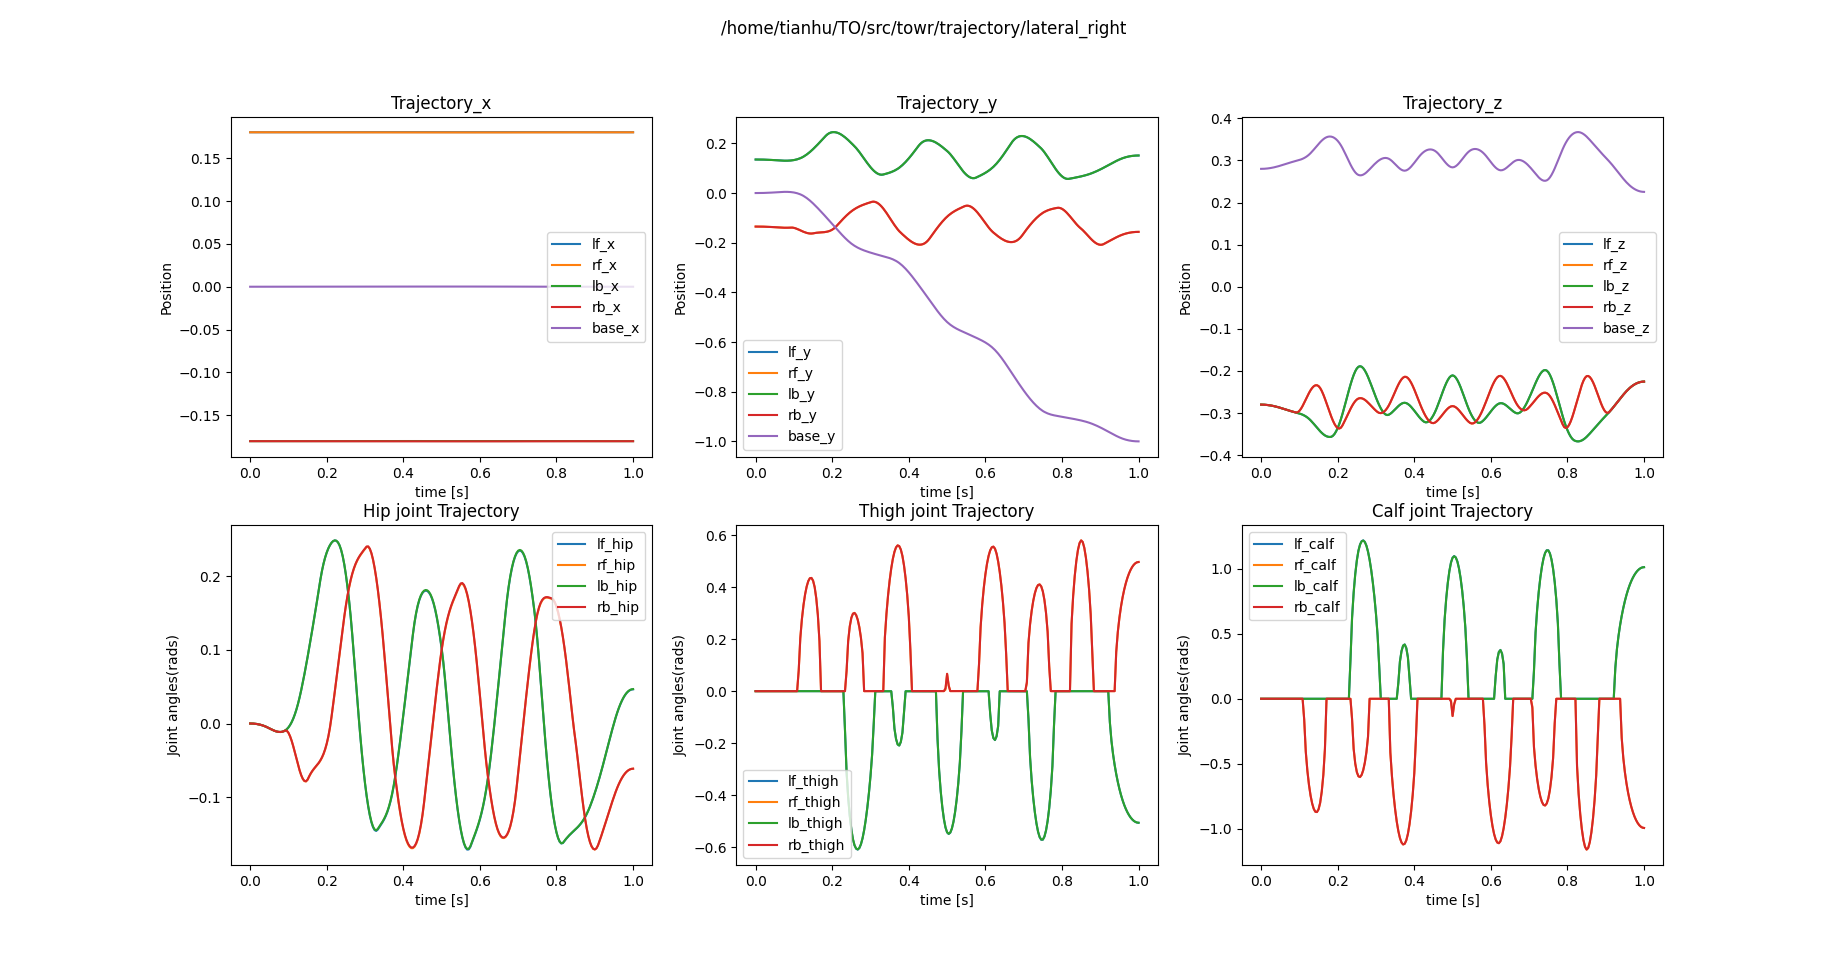 /home/tianhu/TO/src/towr/trajectory/lateral_right
Trajectory_x
Position
0.15
0.10
0.05
0.00
−0.05
−0.10
−0.15
0.0 0.2 0.4 0.6 0.8 1.0
time [s]
lf_x
rf_x
lb_x
rb_x
base_x
Trajectory_y
Position
0.2
0.0
−0.2
−0.4
−0.6
−0.8
−1.0
0.0 0.2 0.4 0.6 0.8 1.0
time [s]
lf_y
rf_y
lb_y
rb_y
base_y
Trajectory_z
Position
0.4
0.3
0.2
0.1
0.0
−0.1
−0.2
−0.3
−0.4
0.0 0.2 0.4 0.6 0.8 1.0
time [s]
lf_z
rf_z
lb_z
rb_z
base_z
Hip joint Trajectory
Joint angles(rads)
0.2
0.1
0.0
−0.1
0.0 0.2 0.4 0.6 0.8 1.0
time [s]
lf_hip
rf_hip
lb_hip
rb_hip
Thigh joint Trajectory
Joint angles(rads)
0.6
0.4
0.2
0.0
−0.2
−0.4
−0.6
0.0 0.2 0.4 0.6 0.8 1.0
time [s]
lf_thigh
rf_thigh
lb_thigh
rb_thigh
Calf joint Trajectory
Joint angles(rads)
1.0
0.5
0.0
−0.5
−1.0
0.0 0.2 0.4 0.6 0.8 1.0
time [s]
lf_calf
rf_calf
lb_calf
rb_calf